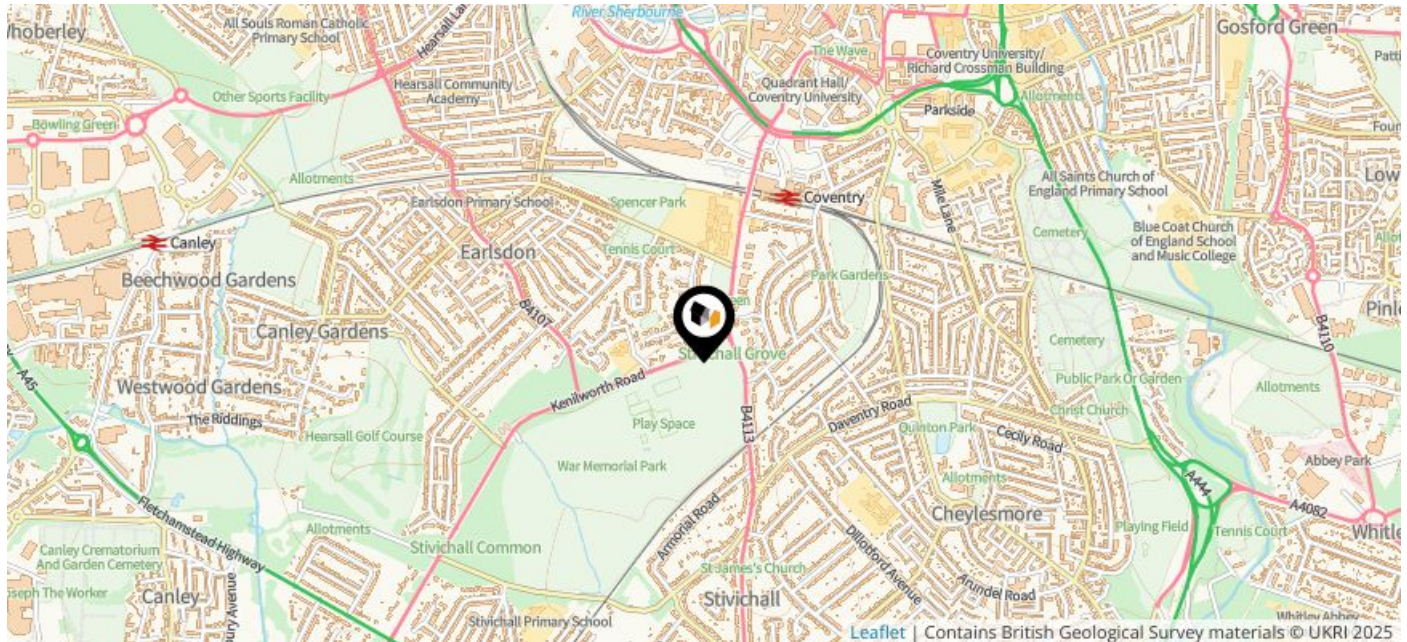 River Sherbourne
All Souls Roman Catholic
Primary School
Hearsall Lan
Whoberley
Gosford Green
The Wave
Coventry University/
Richard Crossman Building
Quadrant Hall/
Coventry University
Hearsall Community
Academy
Other Sports Facility
Allotments
Parkside
Bowling Green
Allotments
All Saints Church of
England Primary School
Mile Lane
Earlsdon Primary School
Spencer Park
Coventry
Cemetery
Blue Coat Church
of England School
and Music College
Canley
Tennis Court
Earlsdon
Beechwood Gardens
Park Gardens
B4107
Canley Gardens
B4110
Cemetery
Stivichall Grove
A45
Westwood Gardens
Kenilworth Road
Public Park Or Garden
Allotments
The Riddings
Play Space
B4113
Daventry Road
Christ Church
Hearsall Golf Course
Quinton Park
Cecily Road
War Memorial Park
Abbey Park
Allotments
A444
A4082
Fletchamstead Highway
Armorial Road
Cheylesmore
Allotments
Playing Field
Tennis Court
Stivichall Common
Canley Crematorium
And Garden Cemetery
St James's Church
Dillotford Avenue
Arundel Road
Canley
Stivichall
Stivichall Primary School
Whitley Abbey
Leaflet | Contains British Geological Survey materials © UKRI 2025